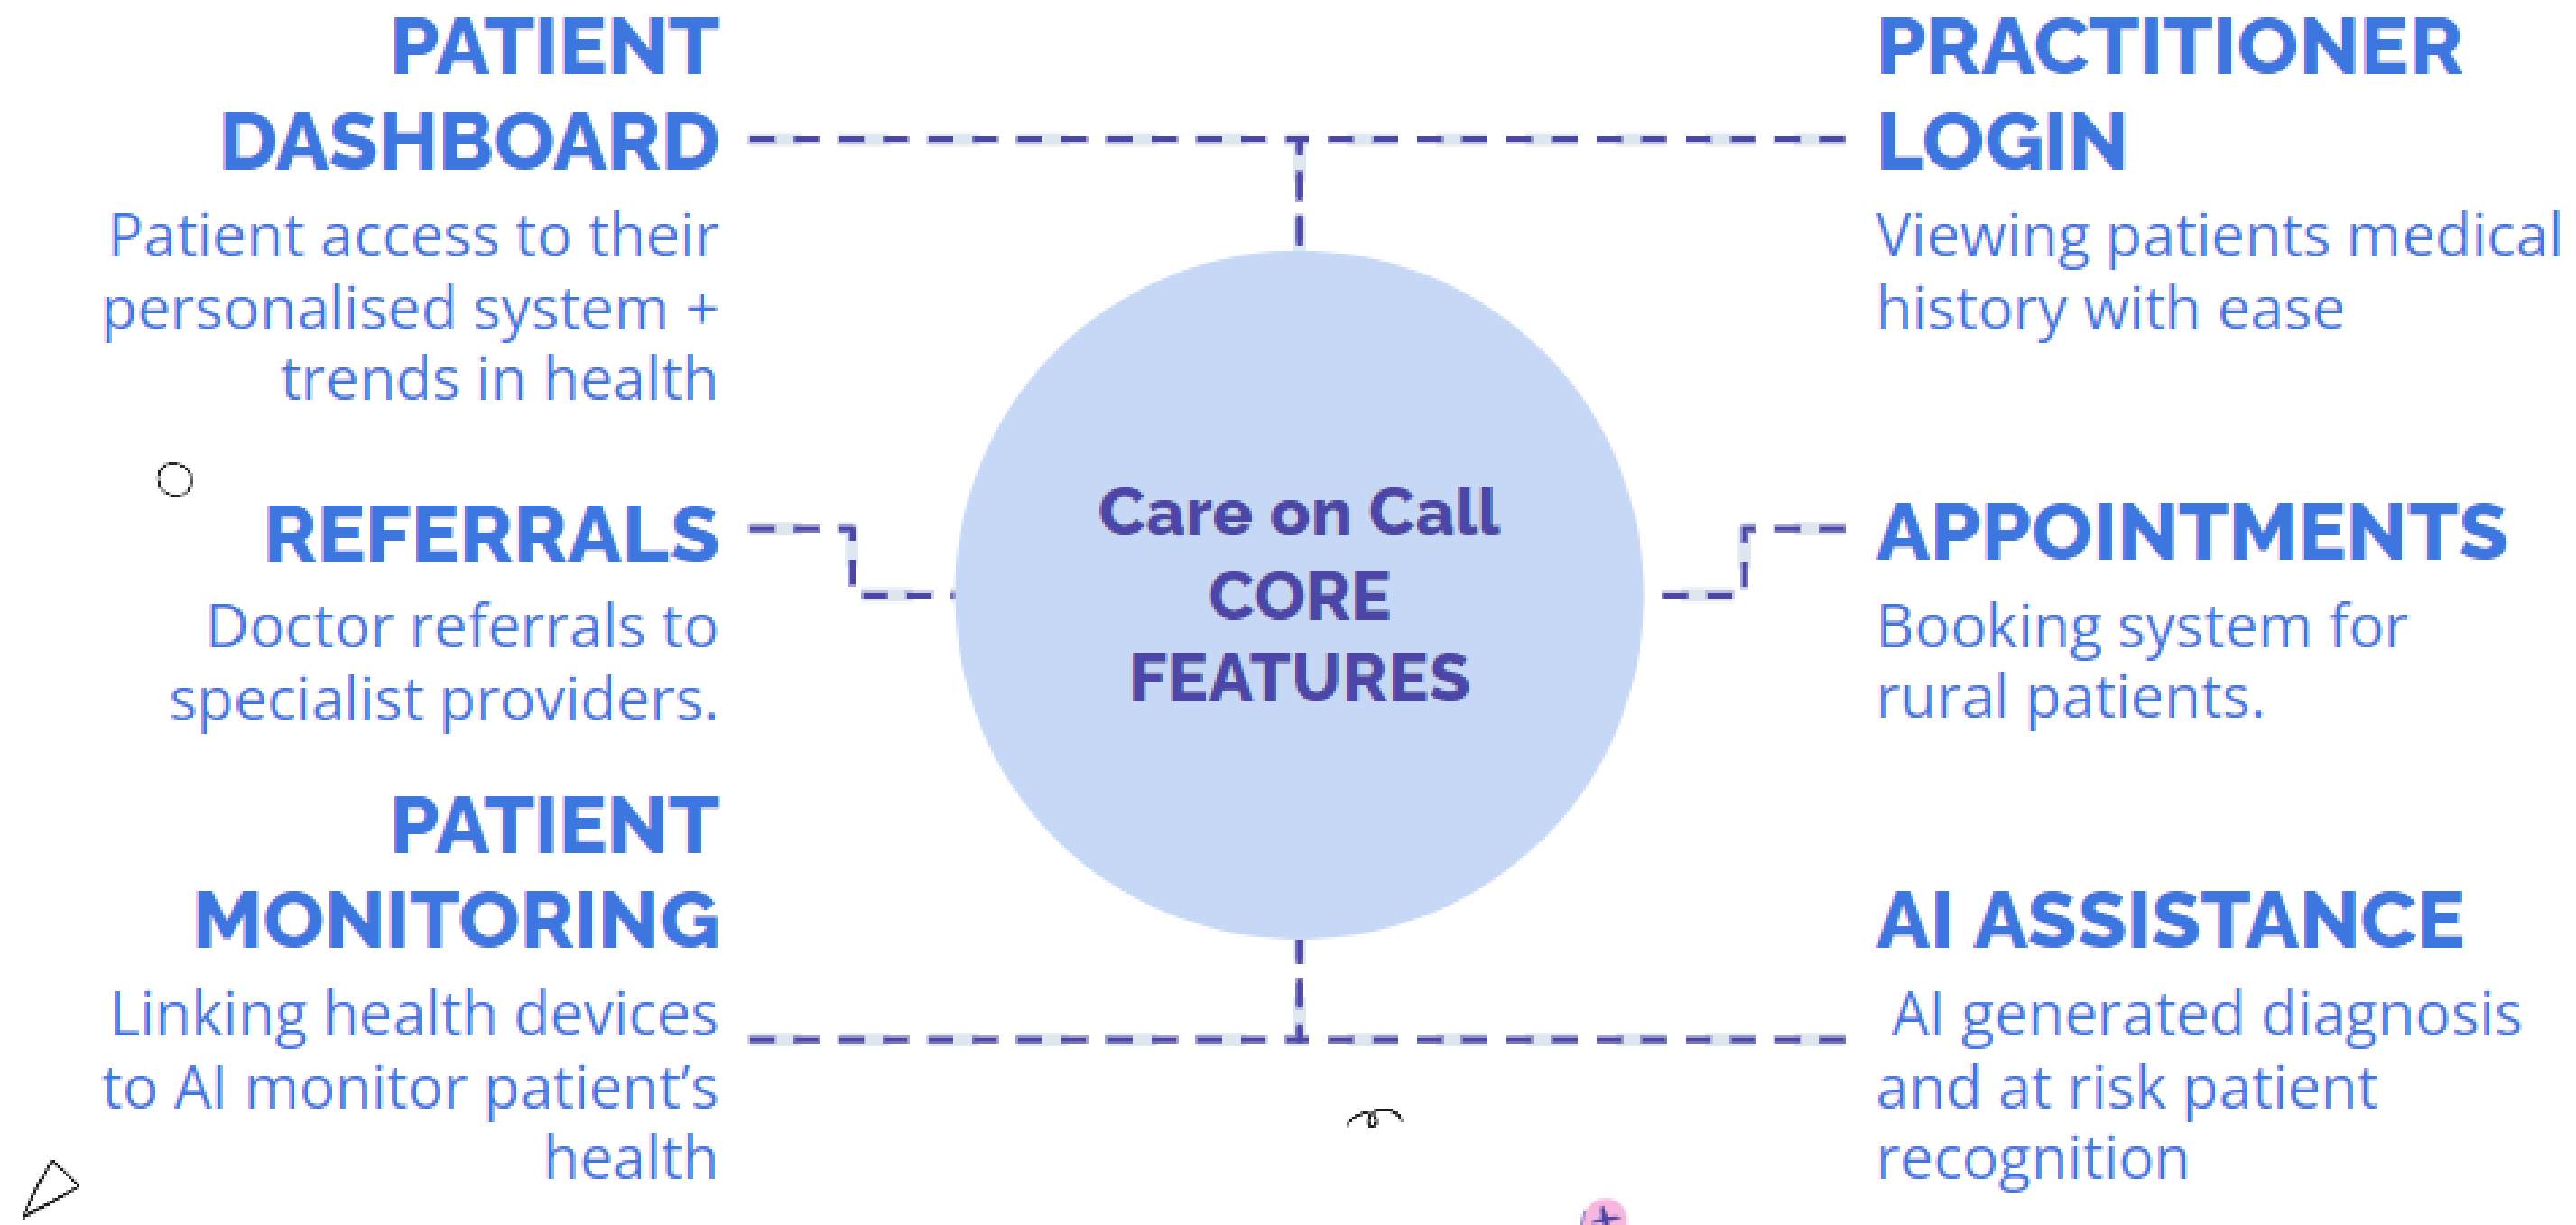 PATIENT
DASHBOARD
Patient access to their
personalised system +
trends in health
PRACTITIONER
LOGIN
Viewing patients medical
history with ease
REFERRALS
Doctor referrals to
specialist providers.
Care on Call
CORE
FEATURES
APPOINTMENTS
Booking system for
rural patients.
PATIENT
MONITORING
Linking health devices
to AI monitor patient’s
health
AI ASSISTANCE
AI generated diagnosis
and at risk patient
recognition